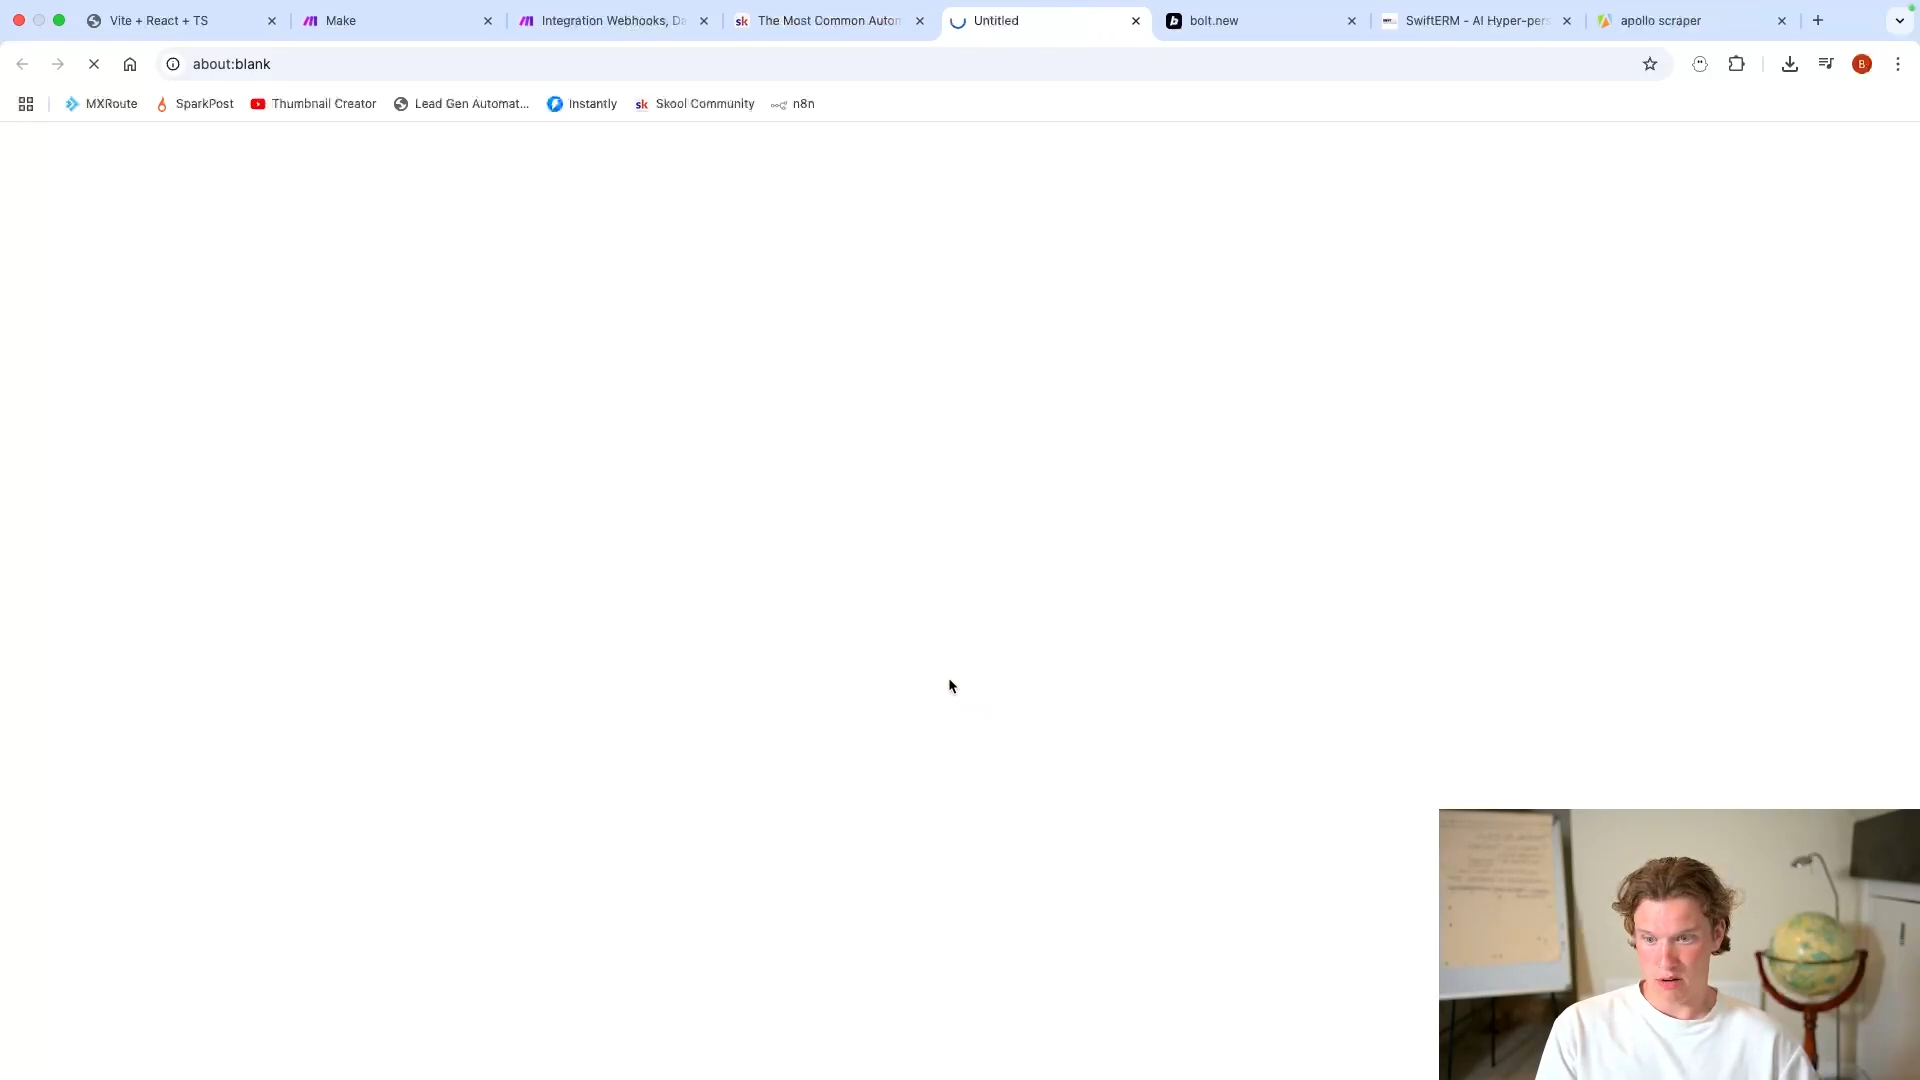 Vite + React + TS
Make
Integration Webhooks, Da
The Most Common Autom
Untitled
bolt.new
SwiftERM - AI Hyper-pers
apollo scraper
about:blank
MXRoute
SparkPost
Thumbnail Creator
Lead Gen Automat...
Instantly
sk Skool Community
n8n